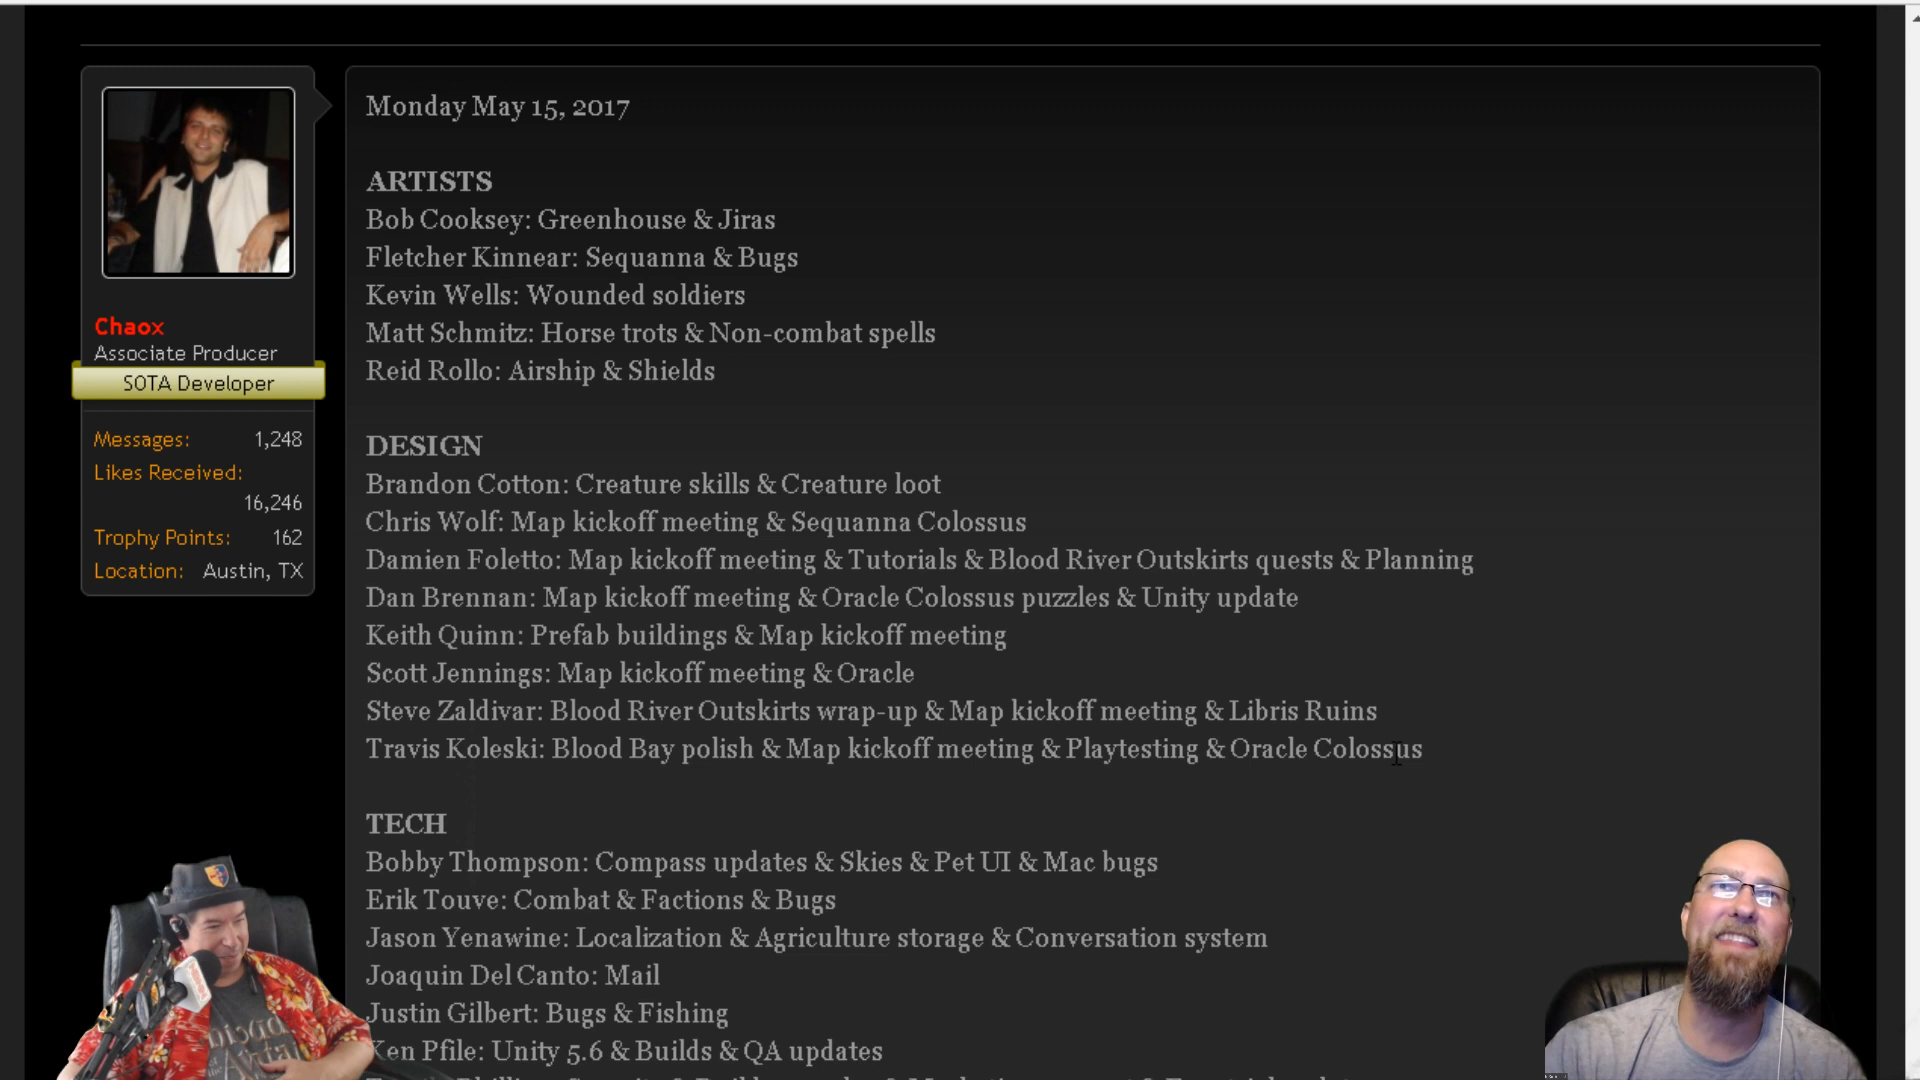 Monday May 15, 2017
ARTISTS
Bob Cooksey: Greenhouse & Jiras
Fletcher Kinnear: Sequanna & Bugs
Kevin Wells: Wounded soldiers
Matt Schmitz: Horse trots & Non-combat spells
Reid Rollo: Airship & Shields
Chaox
Associate Producer
SOTA Developer
Messages: 1,248
Likes Received:
16,246
Trophy Points: 162
Location: Austin, TX
DESIGN
Brandon Cotton: Creature skills & Creature loot
Chris Wolf: Map kickoff meeting & Sequanna Colossus
Damien Foletto: Map kickoff meeting & Tutorials & Blood River Outskirts quests & Planning
Dan Brennan: Map kickoff meeting & Oracle Colossus puzzles & Unity update
Keith Quinn: Prefab buildings & Map kickoff meeting
Scott Jennings: Map kickoff meeting & Oracle
Steve Zaldivar: Blood River Outskirts wrap-up & Map kickoff meeting & Libris Ruins
Travis Koleski: Blood Bay polish & Map kickoff meeting & Playtesting & Oracle Colossus
TECH
Bobby Thompson: Compass updates & Skies & Pet UI & Mac bugs
Erik Touve: Combat & Factions & Bugs
Jason Yenawine: Localization & Agriculture storage & Conversation system
Joaquin Del Canto: Mail
Justin Gilbert: Bugs & Fishing
Ken Pfile: Unity 5.6 & Builds & QA updates